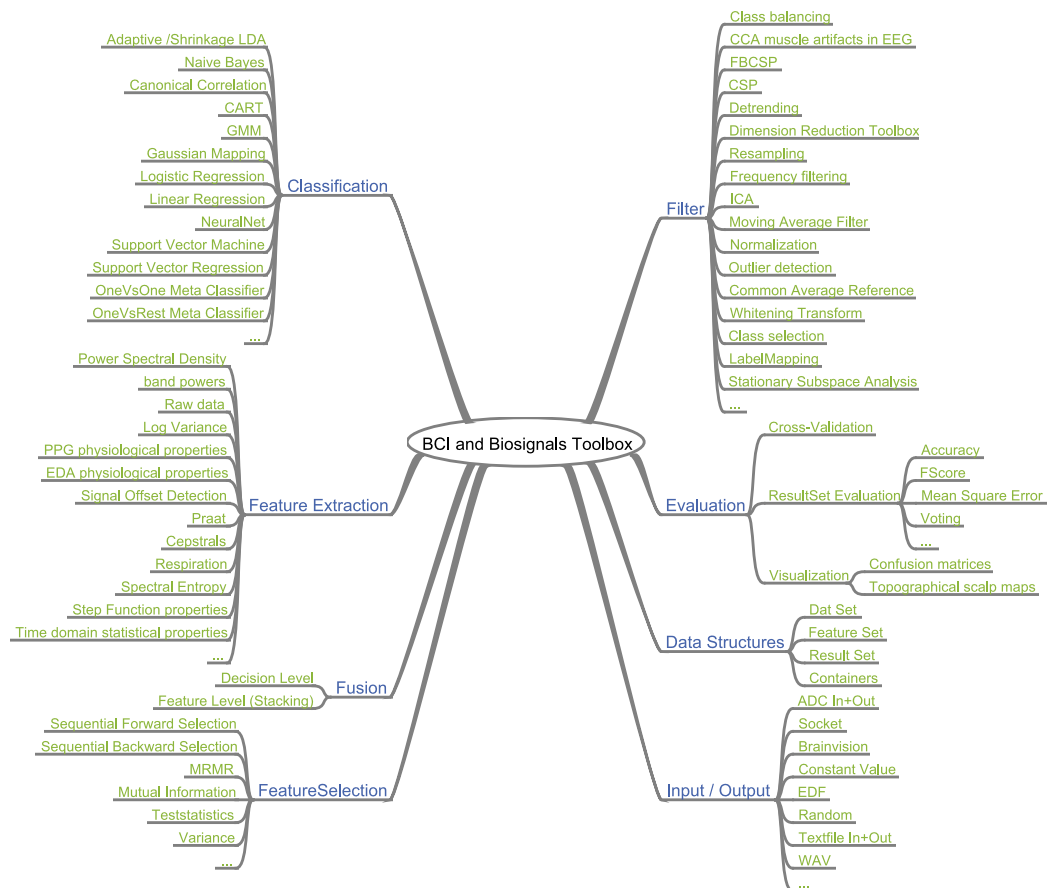 Adaptive /Shrinkage LDA
Naive Bayes
Canonical Correlation
CART
GMM
Gaussian Mapping
Logistic Regression
Linear Regression
NeuralNet
Support Vector Machine
Support Vector Regression
OneVsOne Meta Classifier
OneVsRest Meta Classifier
...
Classification
Power Spectral Density
band powers
Raw data
Log Variance
PPG physiological properties
EDA physiological properties
Signal Offset Detection
Praat
Cepstrals
Respiration
Spectral Entropy
Step Function properties
Time domain statistical properties
...
Feature Extraction
Decision Level
Feature Level (Stacking)
Fusion
Sequential Forward Selection
Sequential Backward Selection
MRMR
Mutual Information
Teststatistics
Variance
...
FeatureSelection
BCI and Biosignals Toolbox
Filter
Class balancing
CCA muscle artifacts in EEG
FBCSP
CSP
Detrending
Dimension Reduction Toolbox
Resampling
Frequency filtering
ICA
Moving Average Filter
Normalization
Outlier detection
Common Average Reference
Whitening Transform
Class selection
LabelMapping
Stationary Subspace Analysis
...
Evaluation
Cross-Validation
ResultSet Evaluation
Accuracy
FScore
Mean Square Error
Voting
...
Visualization
Confusion matrices
Topographical scalp maps
Data Structures
Dat Set
Feature Set
Result Set
Containers
Input / Output
ADC In+Out
Socket
Brainvision
Constant Value
EDF
Random
Textfile In+Out
WAV
...